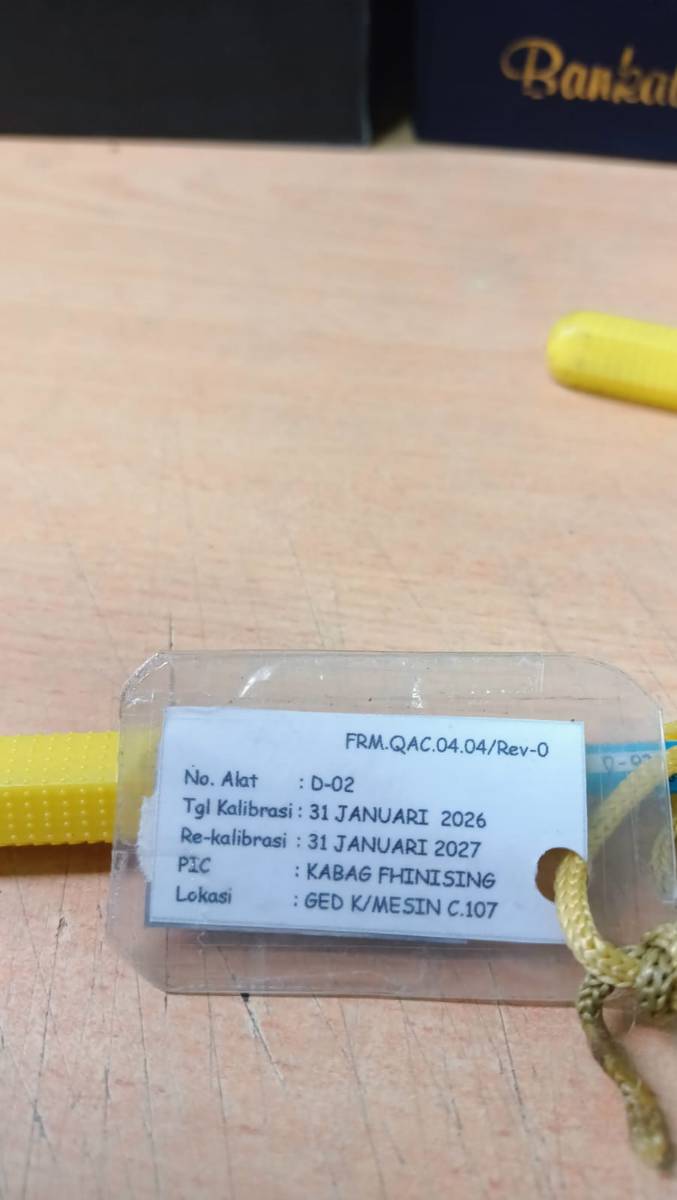 Bankal
FRM.QAC.04.04/Rev-0
No. Alat : D-02
Tgl Kalibrasi : 31 JANUARI 2026
Re-kalibrasi : 31 JANUARI 2027
PIC : KABAG FHINISING
Lokasi : GED K/MESIN C.107